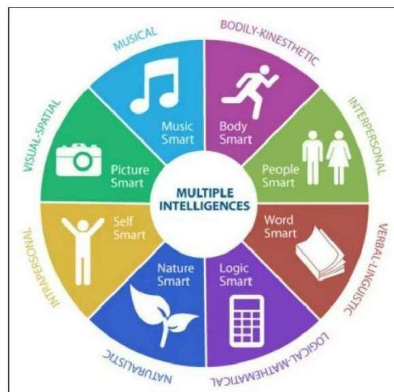 MUSICAL
BODILY-KINESTHETIC
INTERPERSONAL
VERBAL-LINGUISTIC
LOGICAL-MATHEMATICAL
NATURALISTIC
INTRAPERSONAL
VISUAL-SPATIAL
Music
Smart
Body
Smart
People
Smart
Word
Smart
Logic
Smart
Nature
Smart
Self
Smart
Picture
Smart
MULTIPLE
INTELLIGENCES